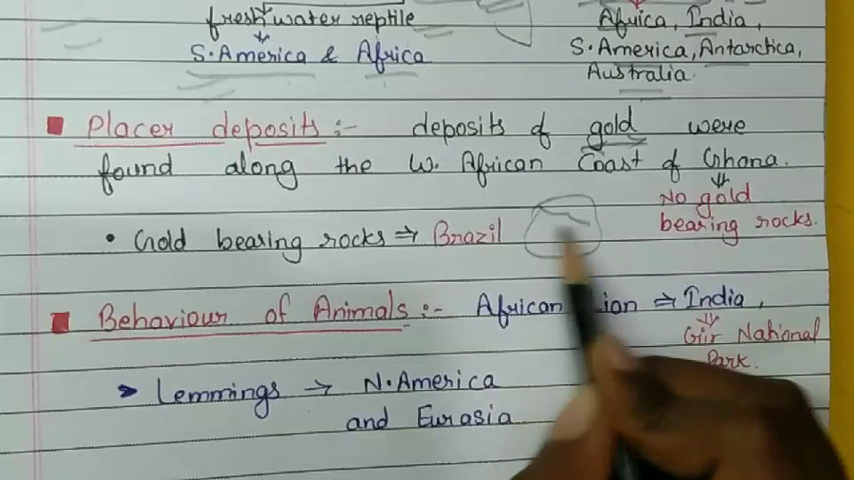 freshwater reptile
S. America & Africa
Africa, India,
S. America, Antarctica,
Australia.
Placer deposits :- deposits of gold were
found along the W. African Coast of Ghana.
No gold
bearing rocks.
• Gold bearing rocks ⇒ Brazil
Behaviour of Animals :- African lion ⇒ India,
Gir National
Park.
➤ Lemmings → N. America
and Eurasia